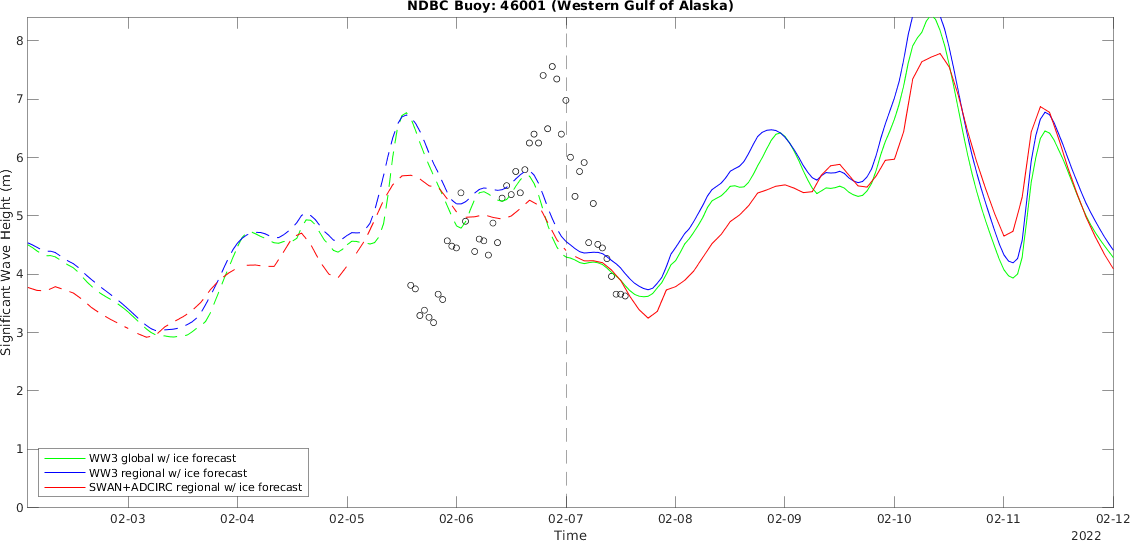 NDBC Buoy: 46001 (Western Gulf of Alaska)
Significant Wave Height (m)
8
7
6
5
4
3
2
1
0
WW3 global w/ ice forecast
WW3 regional w/ ice forecast
SWAN+ADCIRC regional w/ ice forecast
02-03 02-04 02-05 02-06 02-07 02-08 02-09 02-10 02-11 02-12
Time
2022